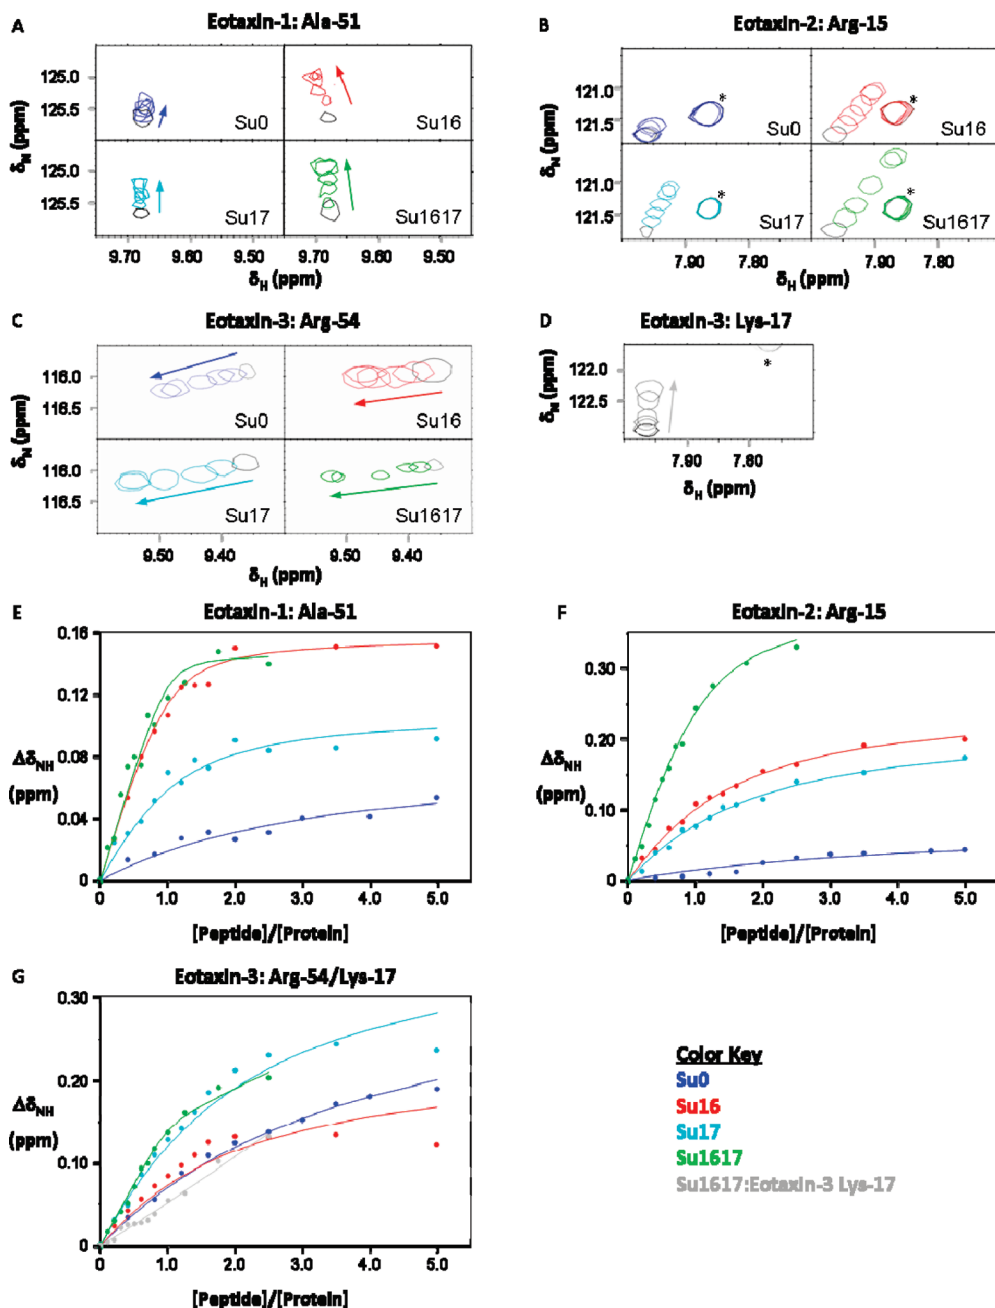 A
Eotaxin-1: Ala-51
125.0
125.5
Su0
Su16
125.0
125.5
Su17
Su1617
δN (ppm)
9.70
9.60
9.50
9.70
9.60
9.50
9.45
δH (ppm)
B
Eotaxin-2: Arg-15
121.0
121.5
*
Su0
*
Su16
121.0
121.5
*
Su17
*
Su1617
δN (ppm)
7.90
7.80
7.90
7.80
δH (ppm)
C
Eotaxin-3: Arg-54
116.0
116.5
Su0
Su16
116.0
116.5
Su17
Su1617
δN (ppm)
9.50
9.40
9.50
9.40
δH (ppm)
D
Eotaxin-3: Lys-17
122.0
122.5
*
δN (ppm)
7.90
7.80
δH (ppm)
E
Eotaxin-1: Ala-51
0.16
0.12
0.08
0.04
0
ΔδNH
(ppm)
0
1.0
2.0
3.0
4.0
5.0
[Peptide]/[Protein]
F
Eotaxin-2: Arg-15
0.30
0.20
0.10
0
ΔδNH
(ppm)
0
1.0
2.0
3.0
4.0
5.0
[Peptide]/[Protein]
G
Eotaxin-3: Arg-54/Lys-17
0.30
0.20
0.10
0
ΔδNH
(ppm)
0
1.0
2.0
3.0
4.0
5.0
[Peptide]/[Protein]
Color Key
Su0
Su16
Su17
Su1617
Su1617:Eotaxin-3 Lys-17